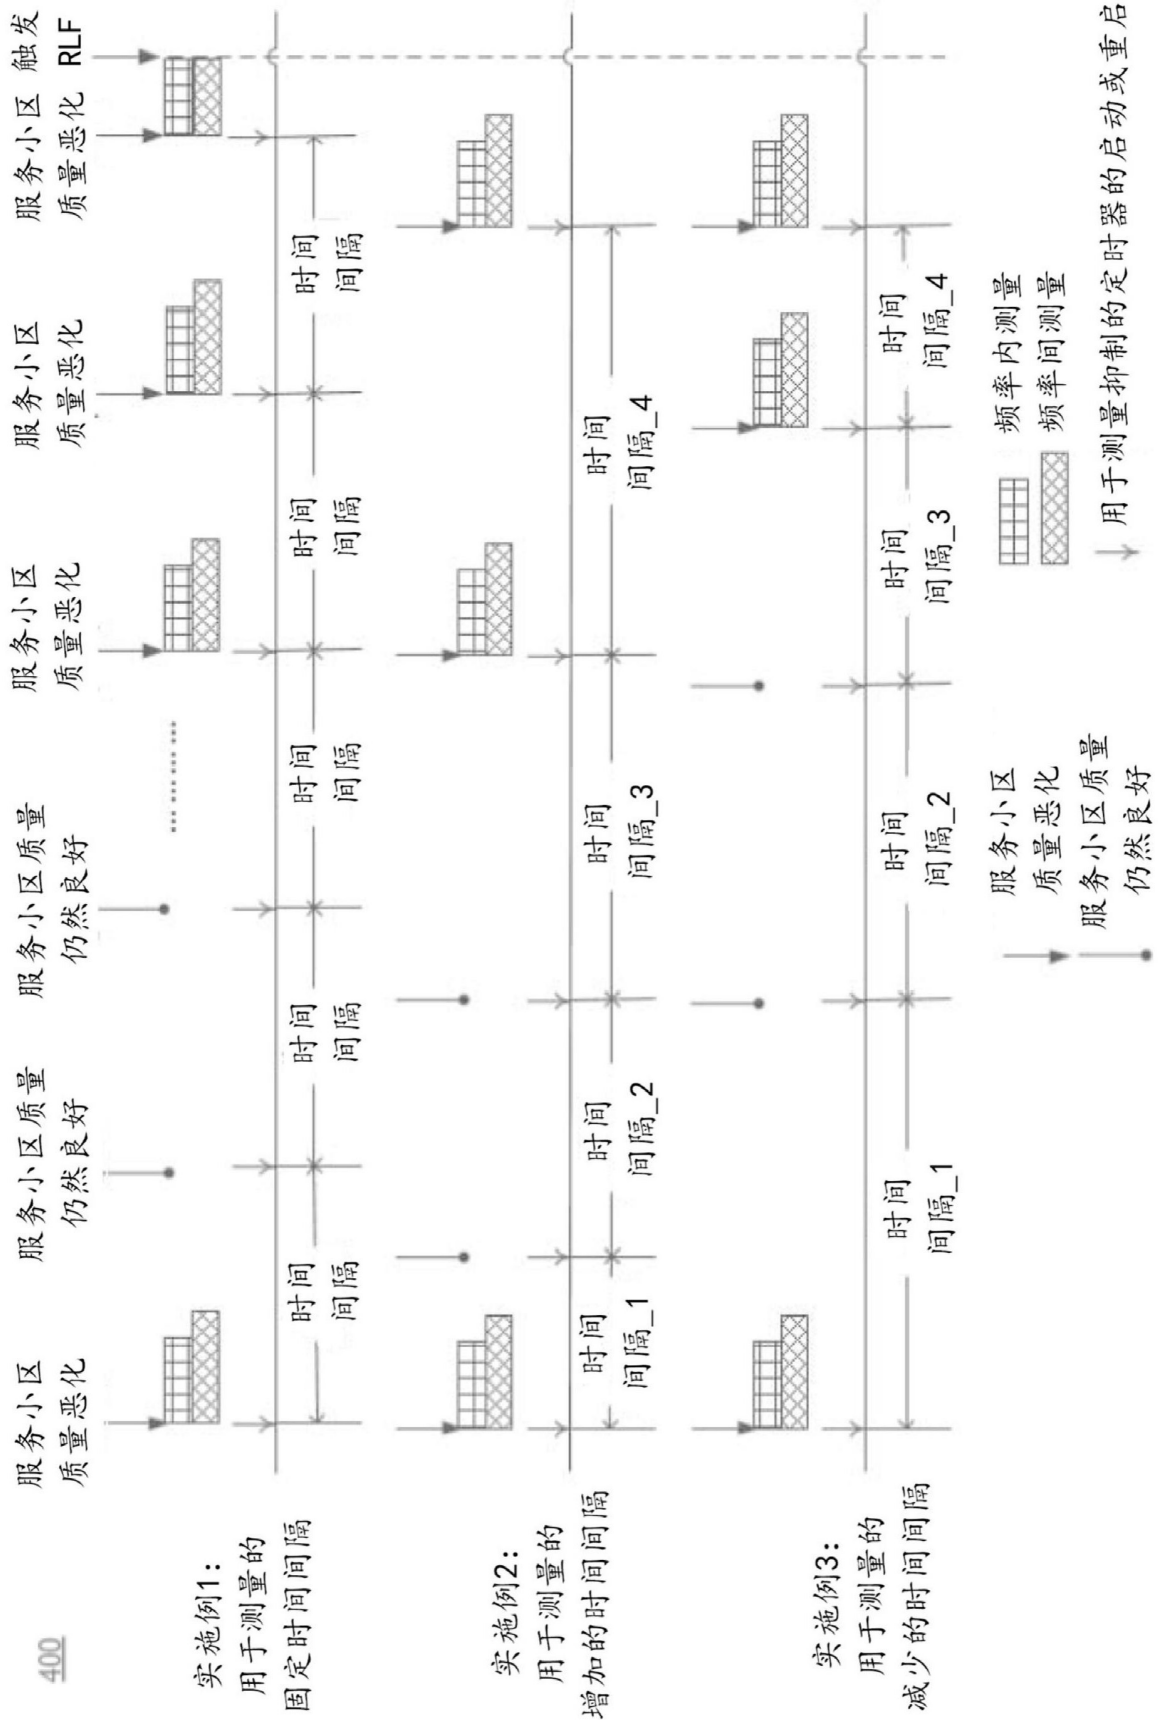 400
服务小区
质量恶化
服务小区质量
仍然良好
服务小区质量
仍然良好
服务小区
质量恶化
服务小区
质量恶化
服务小区
质量恶化
触发
RLF
……
实施例1:
用于测量的
固定时间间隔
时间
间隔
时间
间隔
时间
间隔
时间
间隔
时间
间隔
实施例2:
用于测量的
增加的时间间隔
时间
间隔_1
时间
间隔_2
时间
间隔_3
时间
间隔_4
实施例3:
用于测量的
减少的时间间隔
时间
间隔_1
时间
间隔_2
时间
间隔_3
时间
间隔_4
服务小区
质量恶化
服务小区质量
仍然良好
频率内测量
频率间测量
用于测量抑制的定时器的启动或重启